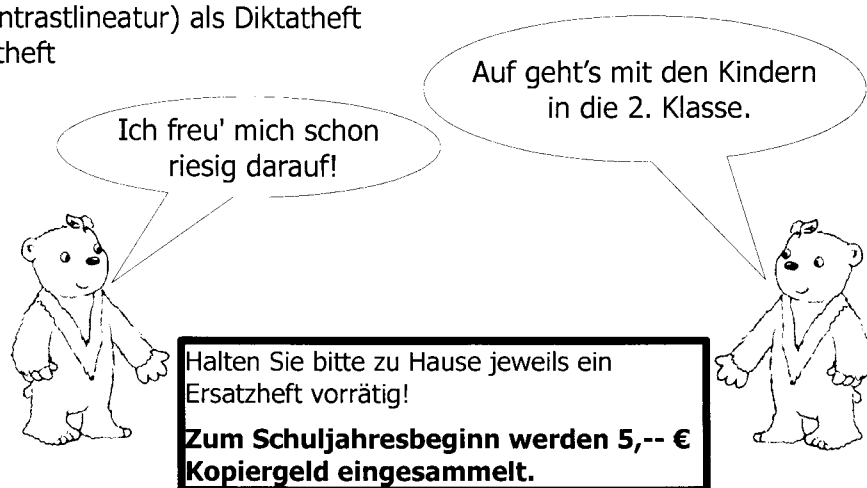 ntrastlineatur) als Diktatheft
theft
Auf geht's mit den Kindern
in die 2. Klasse.
Ich freu' mich schon
riesig darauf!
Halten Sie bitte zu Hause jeweils ein
Ersatzheft vorrätig!
Zum Schuljahresbeginn werden 5,-- €
Kopiergeld eingesammelt.